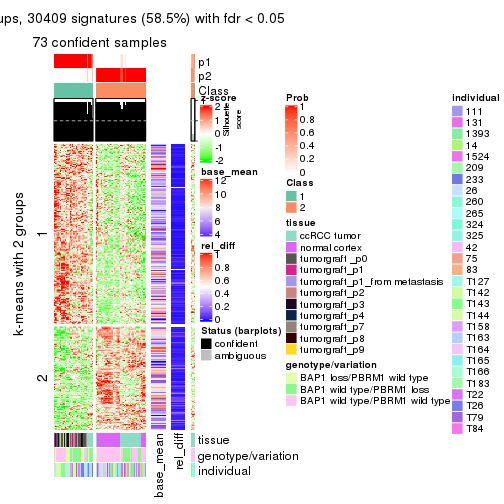 ups, 30409 signatures (58.5%) with fdr < 0.05
73 confident samples
p1
p2
Class
Silhouette score
k-means with 2 groups
1
2
base_mean
rel_diff
tissue
genotype/variation
individual
z-score
2
1
0
-1
-2
base_mean
12
10
8
6
4
rel_diff
1
0.8
0.6
0.4
0.2
0
Status (barplots)
confident
ambiguous
Prob
1
0.8
0.6
0.4
0.2
0
Class
1
2
tissue
ccRCC tumor
normal cortex
tumorgraft _p0
tumorgraft_p1
tumorgraft_p1_from metastasis
tumorgraft_p2
tumorgraft_p3
tumorgraft_p4
tumorgraft_p7
tumorgraft_p8
tumorgraft_p9
genotype/variation
BAP1 loss/PBRM1 wild type
BAP1 wild type/PBRM1 loss
BAP1 wild type/PBRM1 wild type
individual
111
131
1393
14
1524
209
233
26
260
265
324
325
42
75
83
T127
T142
T143
T144
T158
T163
T164
T165
T166
T183
T22
T26
T79
T84